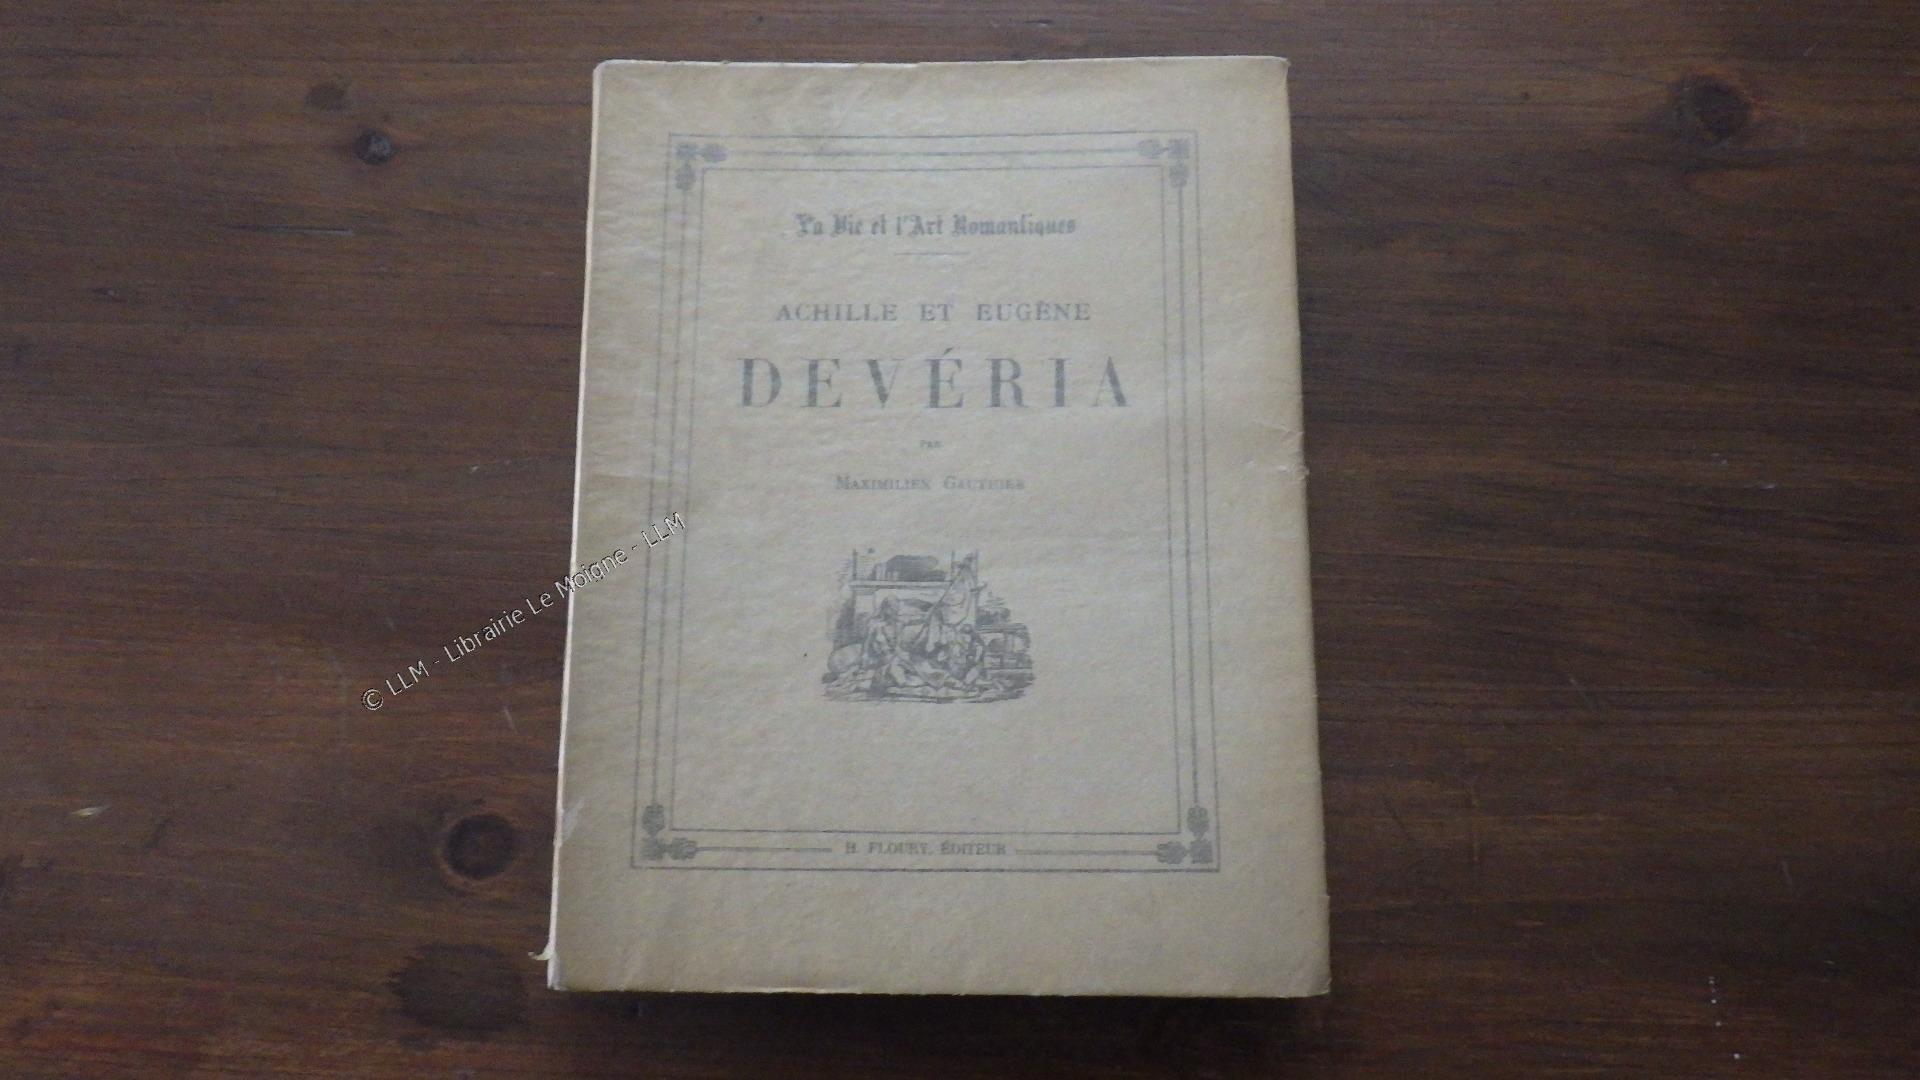 La Vie et l'Art Romantiques
ACHILLE ET EUGÈNE
DEVÉRIA
PAR
MAXIMILIEN GAUTHIER
H. FLOURY, ÉDITEUR
© LLM - Librairie Le Moigne - LLM